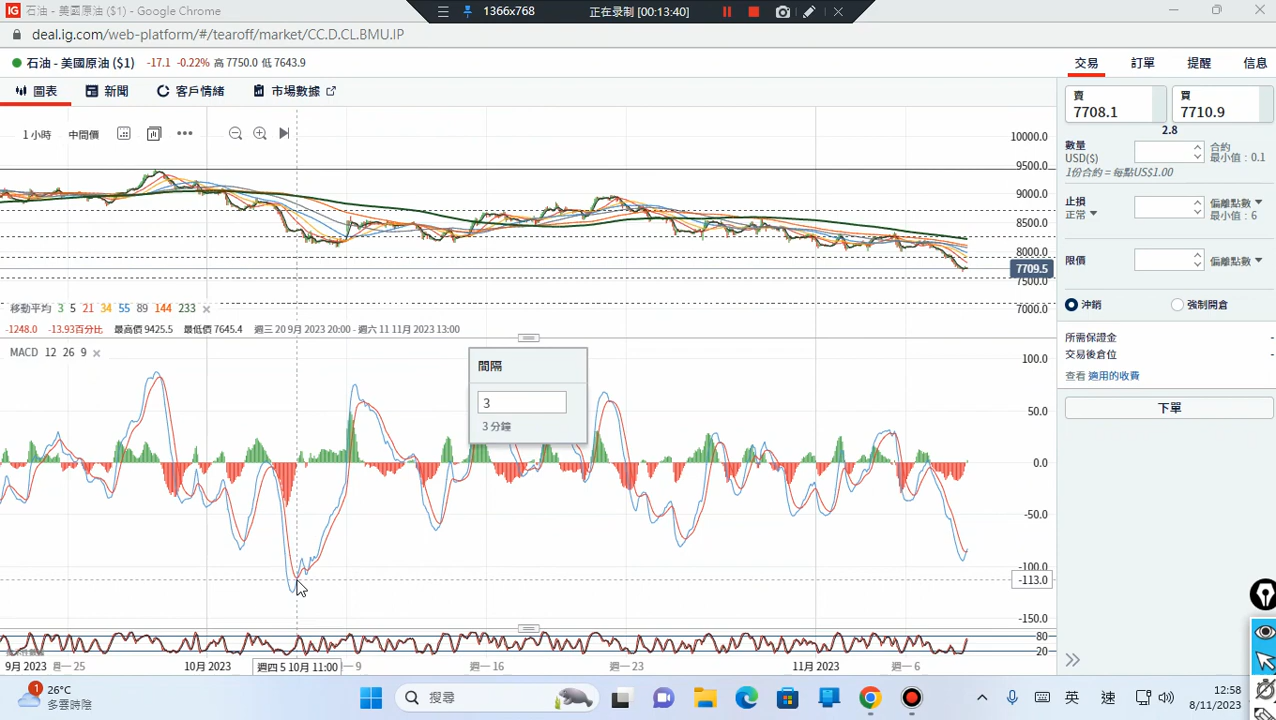 石油 - 美國原油 ($1) - Google Chrome
1366x768
正在录制 [00:13:40]
deal.ig.com/web-platform/#/tearoff/market/CC.D.CL.BMU.IP
石油 - 美國原油 ($1) -17.1 -0.22% 高 7750.0 低 7643.9
交易 訂單 提醒 信息
圖表 新聞 客戶情緒 市場數據
1 小時 中間價
賣 買
7708.1 7710.9
2.8
數量 合約
USD($) 最小值 : 0.1
1份合約 = 每點US$1.00
止損 偏離點數
正常 最小值 : 6
限價 偏離點數
沖銷 強制開倉
所需保證金 -
交易後倉位 -
查看 適用的收費
下單
10000.0
9500.0
9000.0
8500.0
8000.0
7709.5
7500.0
7000.0
移動平均 3 5 21 34 55 89 144 233
-1248.0 -13.93百分比 最高價 9425.5 最低價 7645.4 週三 20 9月 2023 20:00 - 週六 11 11月 2023 13:00
MACD 12 26 9
間隔
3
3 分鐘
100.0
50.0
0.0
-50.0
-100.0
-113.0
-150.0
80
20
9月 2023 週一 25 10月 2023 週四 5 10月 11:00 9 週一 16 週一 23 11月 2023 週一 6
1
26°C
多雲時陰
搜尋
英 速
12:58
8/11/2023